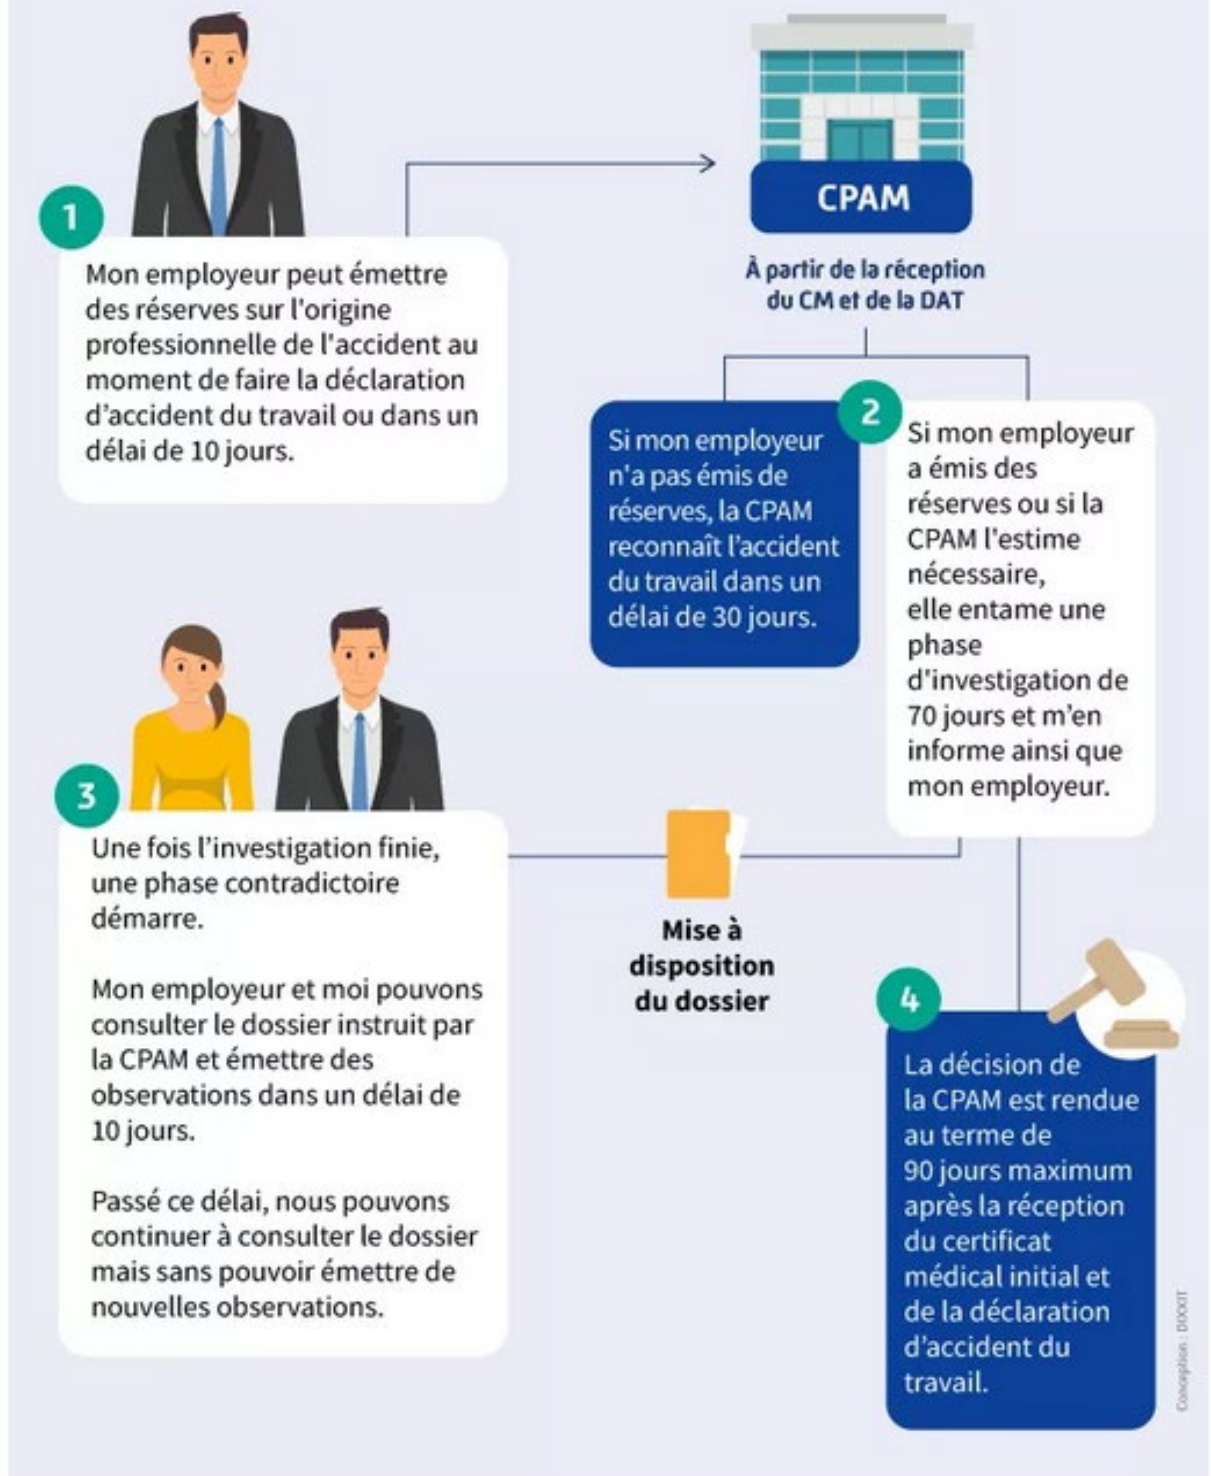 1
Mon employeur peut émettre
des réserves sur l'origine
professionnelle de l'accident au
moment de faire la déclaration
d’accident du travail ou dans un
délai de 10 jours.
CPAM
À partir de la réception
du CM et de la DAT
Si mon employeur
n'a pas émis de
réserves, la CPAM
reconnaît l’accident
du travail dans un
délai de 30 jours.
2
Si mon employeur
a émis des
réserves ou si la
CPAM l'estime
nécessaire,
elle entame une
phase
d'investigation de
70 jours et m’en
informe ainsi que
mon employeur.
3
Une fois l’investigation finie,
une phase contradictoire
démarre.
Mon employeur et moi pouvons
consulter le dossier instruit par
la CPAM et émettre des
observations dans un délai de
10 jours.
Passé ce délai, nous pouvons
continuer à consulter le dossier
mais sans pouvoir émettre de
nouvelles observations.
Mise à
disposition
du dossier
4
La décision de
la CPAM est rendue
au terme de
90 jours maximum
après la réception
du certificat
médical initial et
de la déclaration
d’accident du
travail.
Conception : DIXXIT